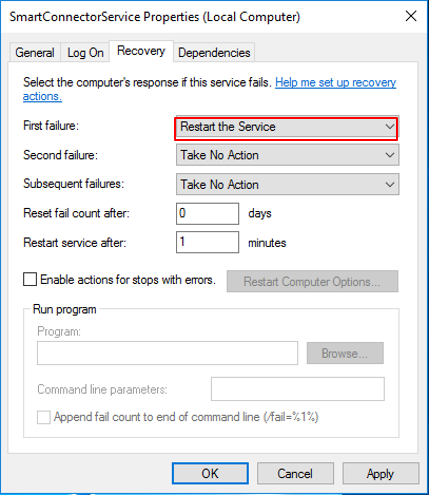 SmartConnectorService Properties (Local Computer)
General Log On Recovery Dependencies
Select the computer's response if this service fails. Help me set up recovery
actions.
First failure: Restart the Service
Second failure: Take No Action
Subsequent failures: Take No Action
Reset fail count after: 0 days
Restart service after: 1 minutes
Enable actions for stops with errors. Restart Computer Options...
Run program
Program:
Browse...
Command line parameters:
Append fail count to end of command line (/fail=%1%)
OK Cancel Apply